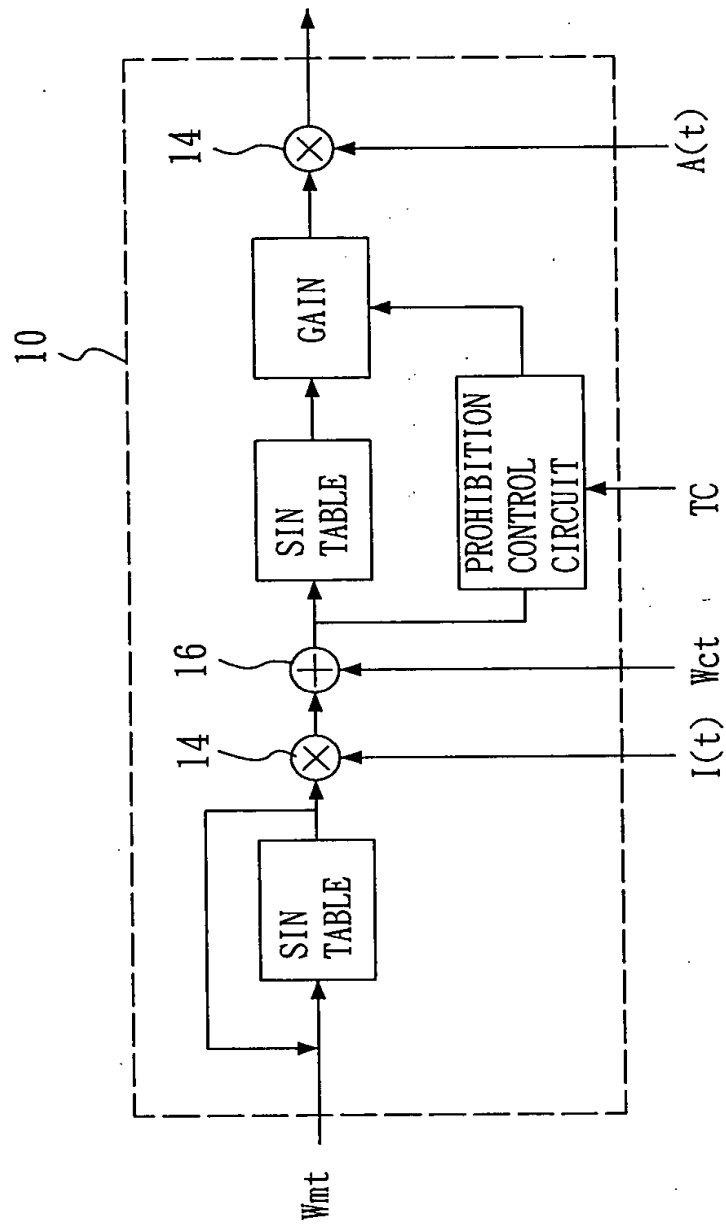 10
14
16
14
SIN
TABLE
SIN
TABLE
GAIN
PROHIBITION
CONTROL
CIRCUIT
Wmt
I(t)
Wct
TC
A(t)